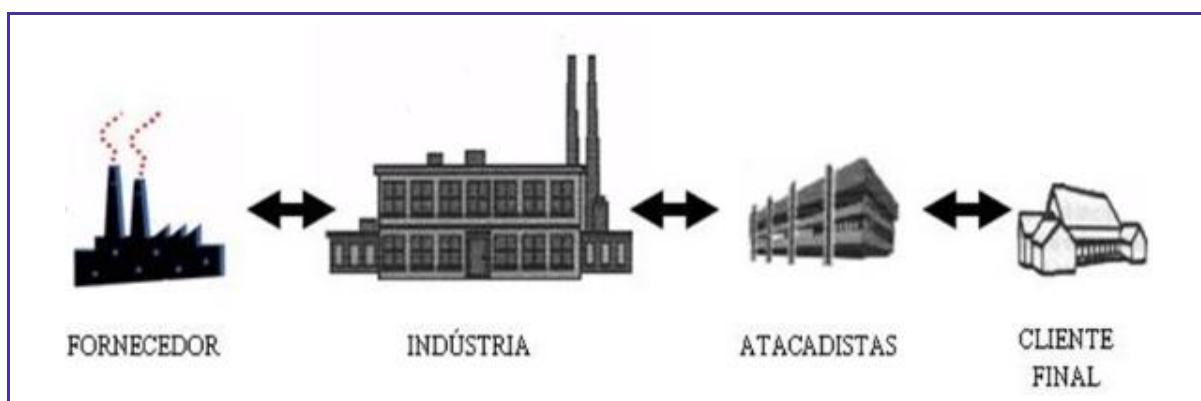 FORNECEDOR
INDÚSTRIA
ATACADISTAS
CLIENTE
FINAL